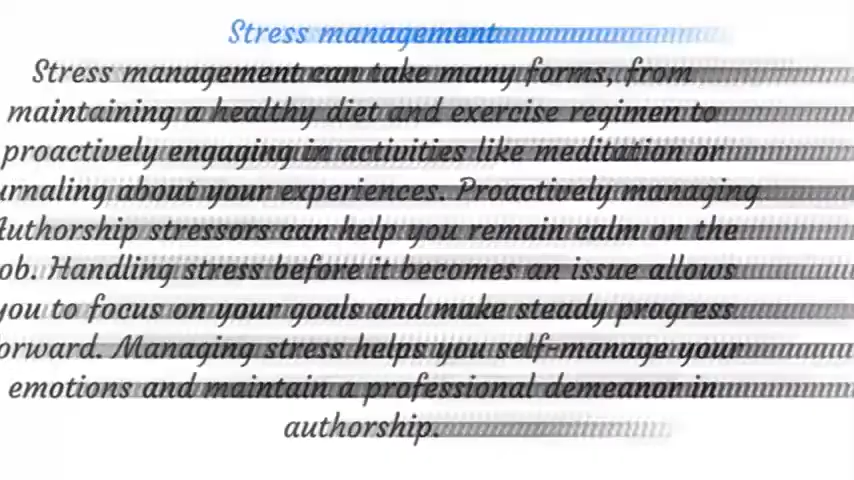 Stress management
Stress management can take many forms, from
maintaining a healthy diet and exercise regimen to
proactively engaging in activities like meditation or
urnaling about your experiences. Proactively managing
Authorship stressors can help you remain calm on the
ob. Handling stress before it becomes an issue allows
you to focus on your goals and make steady progress
orward. Managing stress helps you self-manage your
emotions and maintain a professional demeanor in
authorship.